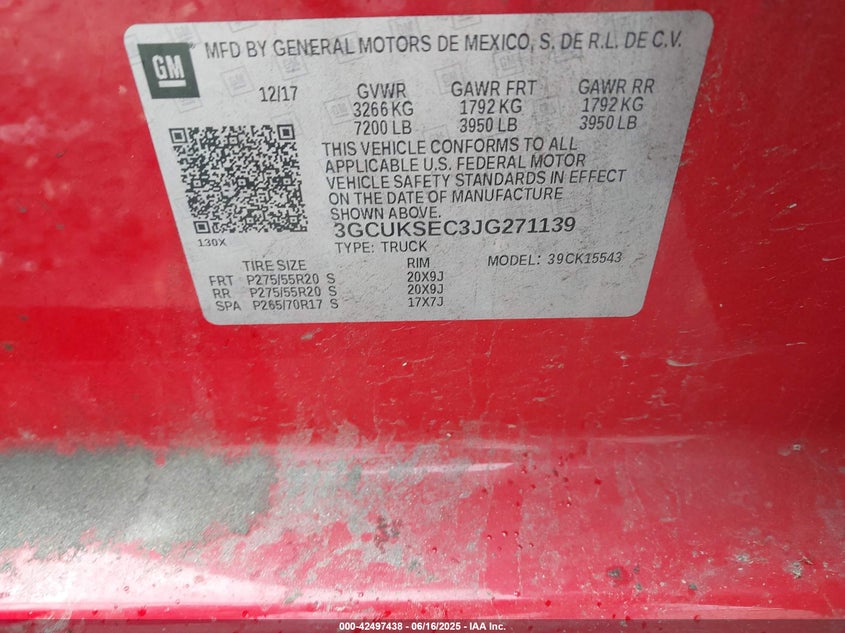 GM
MFD BY GENERAL MOTORS DE MEXICO, S. DE R.L. DE C.V.
12/17 GVWR GAWR FRT GAWR RR
3266 KG 1792 KG 1792 KG
7200 LB 3950 LB 3950 LB
THIS VEHICLE CONFORMS TO ALL
APPLICABLE U.S. FEDERAL MOTOR
VEHICLE SAFETY STANDARDS IN EFFECT
ON THE DATE OF MANUFACTURE
SHOWN ABOVE.
3GCUKSEC3JG271139
130X
TYPE: TRUCK MODEL: 39CK15543
TIRE SIZE RIM
FRT P275/55R20 S 20X9J
RR P275/55R20 S 20X9J
SPA P265/70R17 S 17X7J
000-42497438 - 06/16/2025 - IAA Inc.